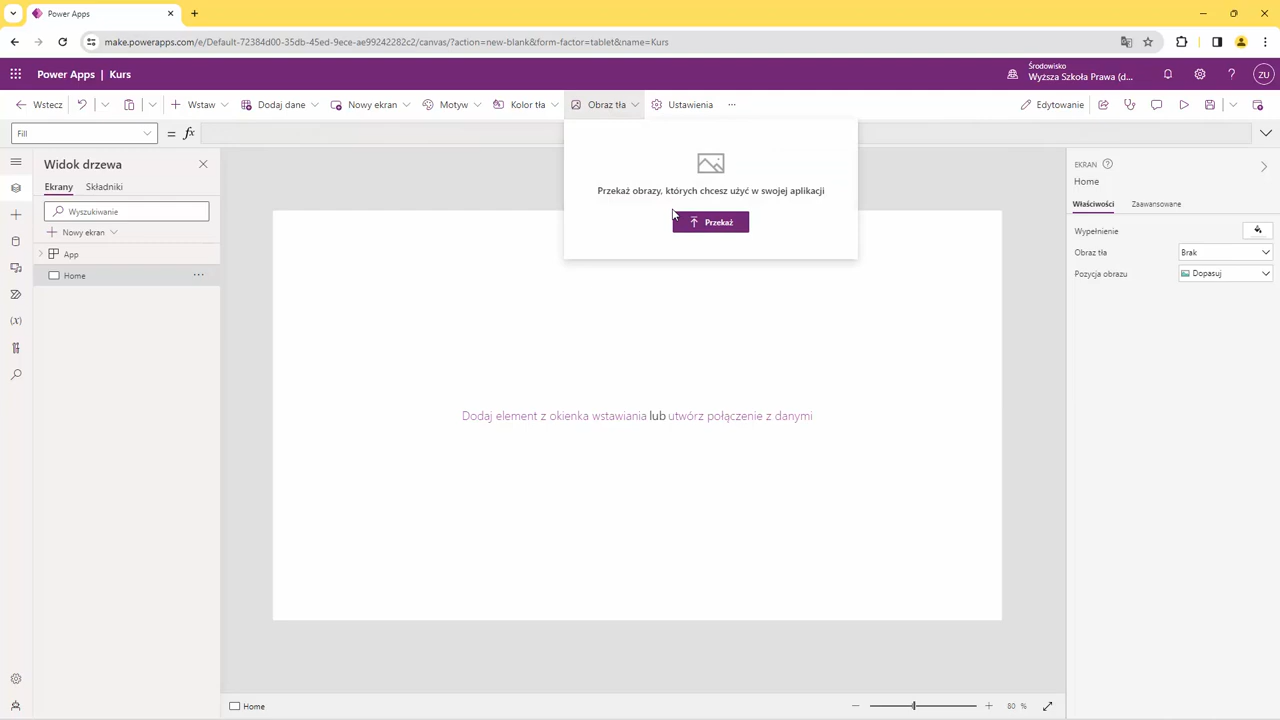 Power Apps
make.powerapps.com/e/Default-72384d00-35db-45ed-9ece-ae99242282c2/canvas/?action=new-blank&form-factor=tablet&name=Kurs
Power Apps | Kurs
Środowisko
Wyższa Szkoła Prawa (d...
ZU
Wstecz
Wstaw
Dodaj dane
Nowy ekran
Motyw
Kolor tła
Obraz tła
Ustawienia
...
Edytowanie
Fill
= fx
Przekaż obrazy, których chcesz użyć w swojej aplikacji
Przekaż
Widok drzewa
Ekrany
Składniki
Wyszukiwanie
Nowy ekran
App
Home
...
Dodaj element z okienka wstawiania lub utwórz połączenie z danymi
EKRAN
Home
Właściwości
Zaawansowane
Wypełnienie
Obraz tła
Brak
Pozycja obrazu
Dopasuj
Home
80 %